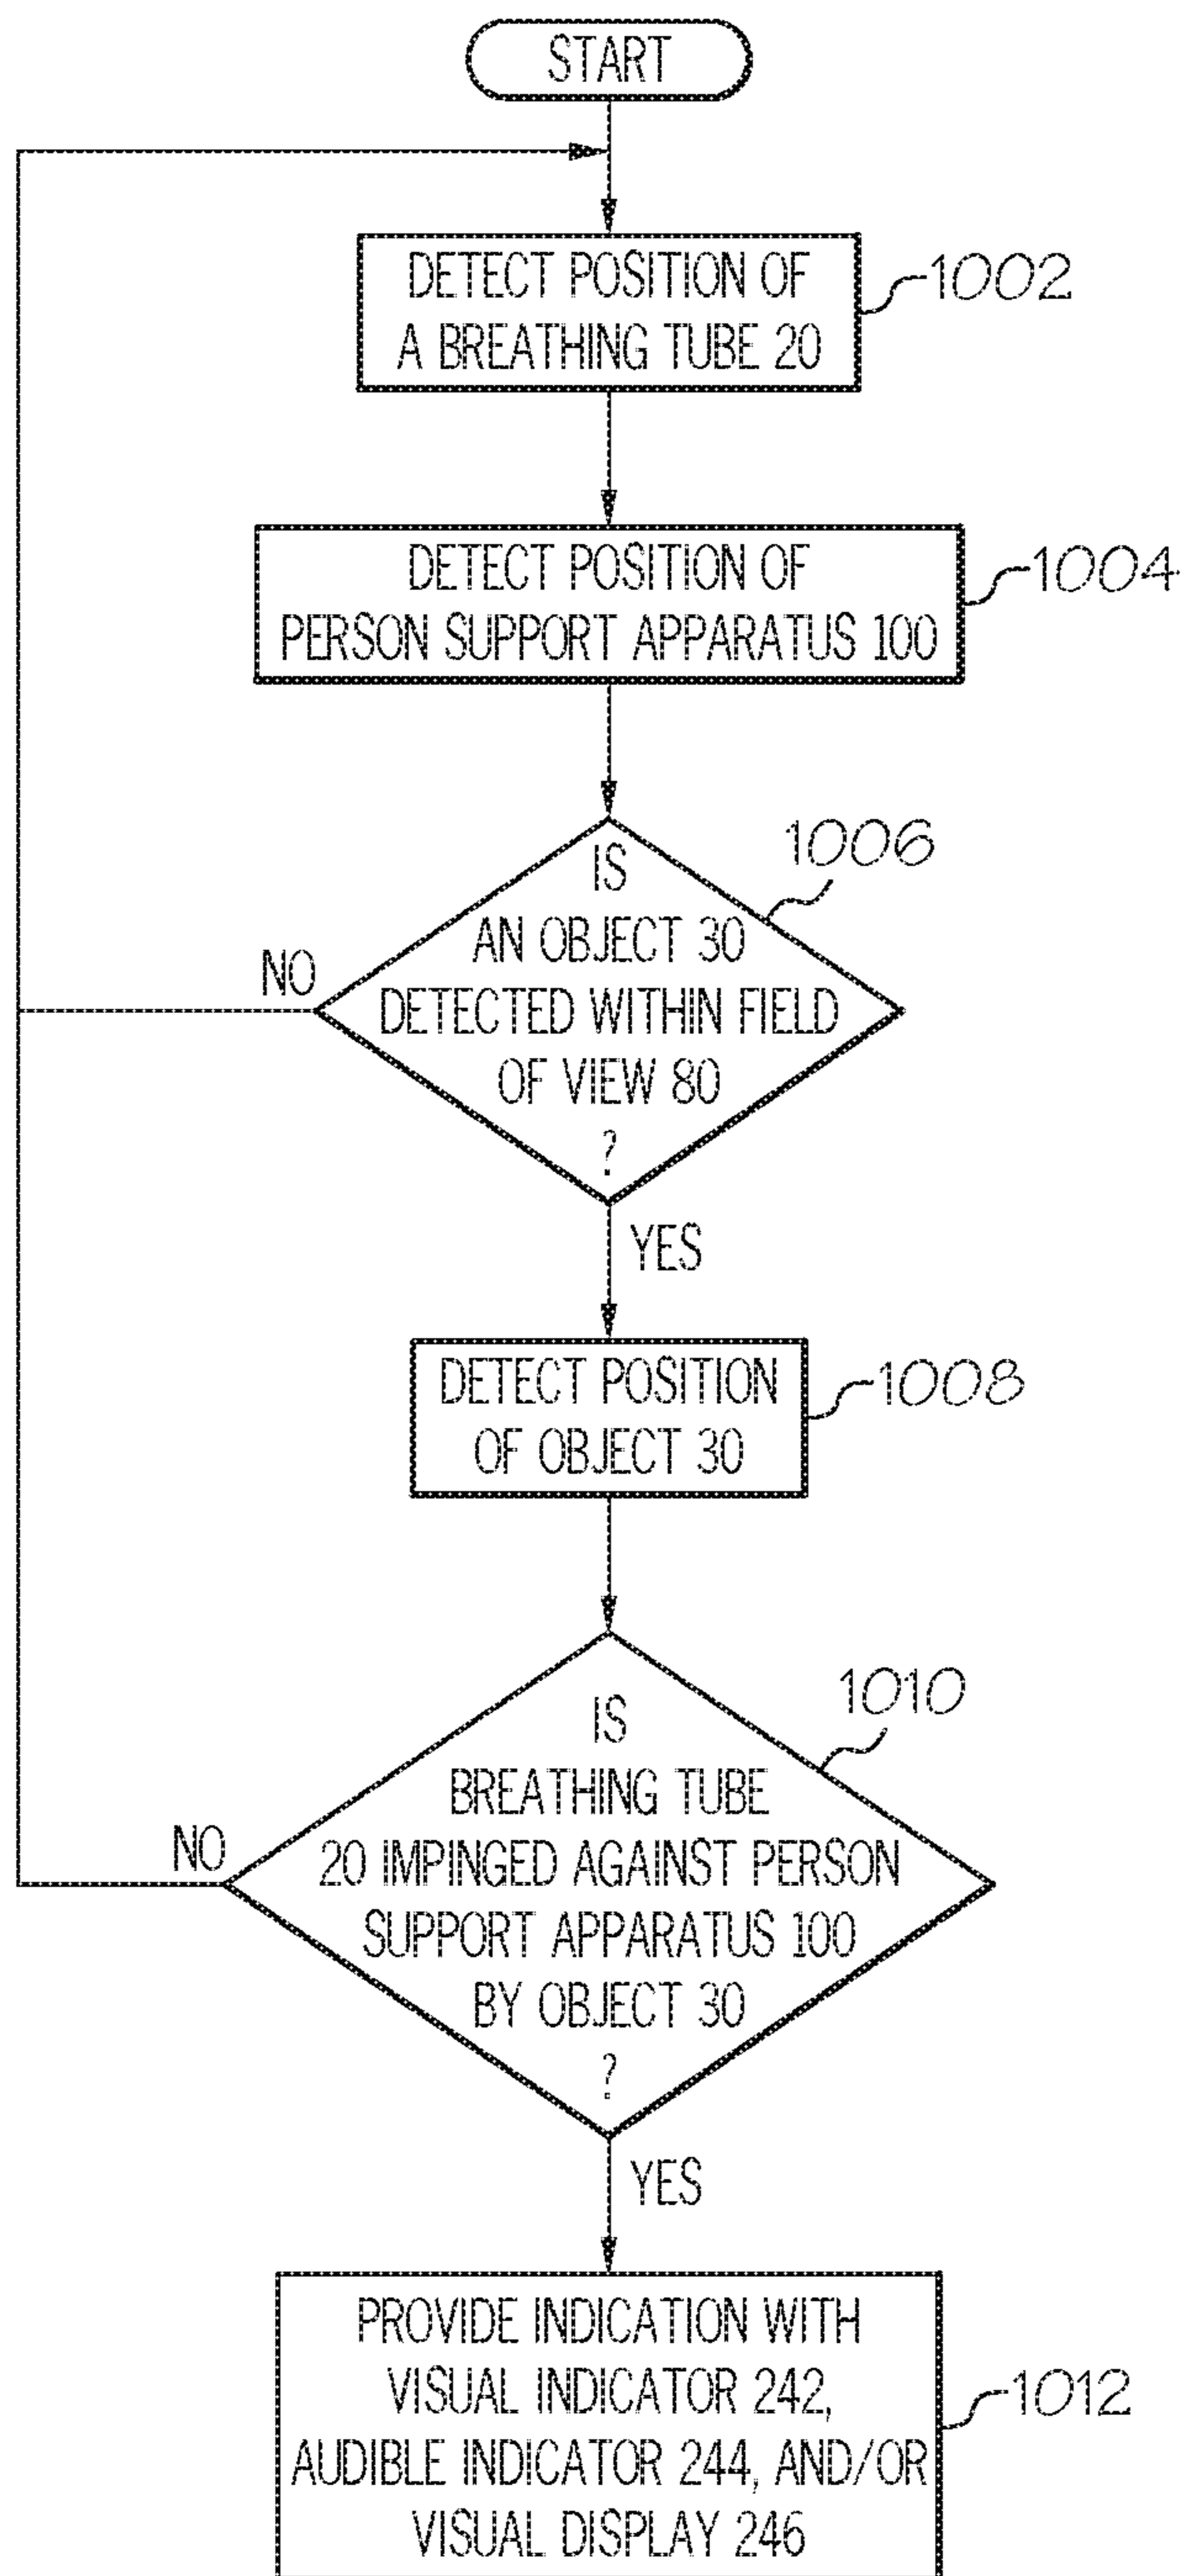 START
DETECT POSITION OF
A BREATHING TUBE 20
1002
DETECT POSITION OF
PERSON SUPPORT APPARATUS 100
1004
1006
IS
AN OBJECT 30
DETECTED WITHIN FIELD
OF VIEW 80
?
NO
YES
DETECT POSITION
OF OBJECT 30
1008
1010
IS
BREATHING TUBE
20 IMPINGED AGAINST PERSON
SUPPORT APPARATUS 100
BY OBJECT 30
?
NO
YES
PROVIDE INDICATION WITH
VISUAL INDICATOR 242,
AUDIBLE INDICATOR 244, AND/OR
VISUAL DISPLAY 246
1012